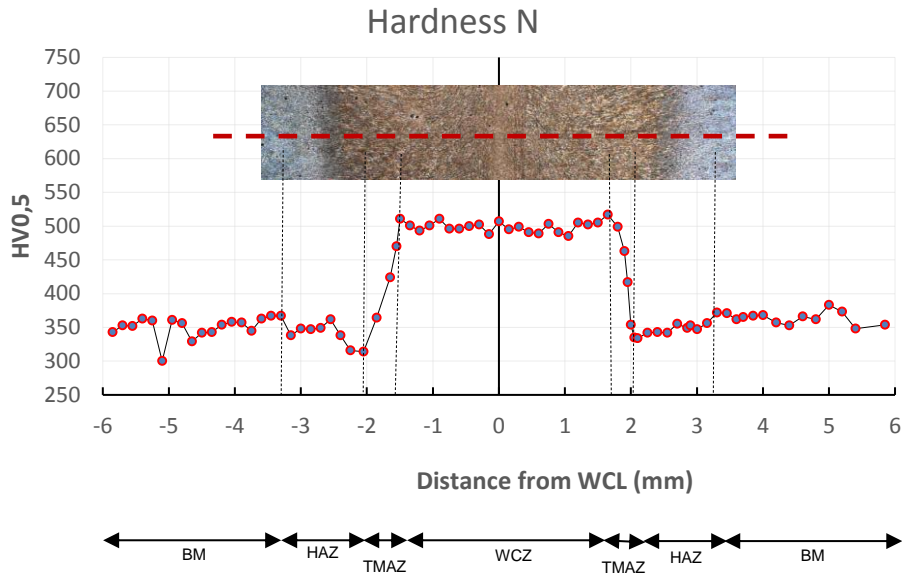 Hardness N
750
700
650
600
550
500
450
400
350
300
250
HV0,5
-6 -5 -4 -3 -2 -1 0 1 2 3 4 5 6
Distance from WCL (mm)
BM HAZ TMAZ WCZ TMAZ HAZ BM